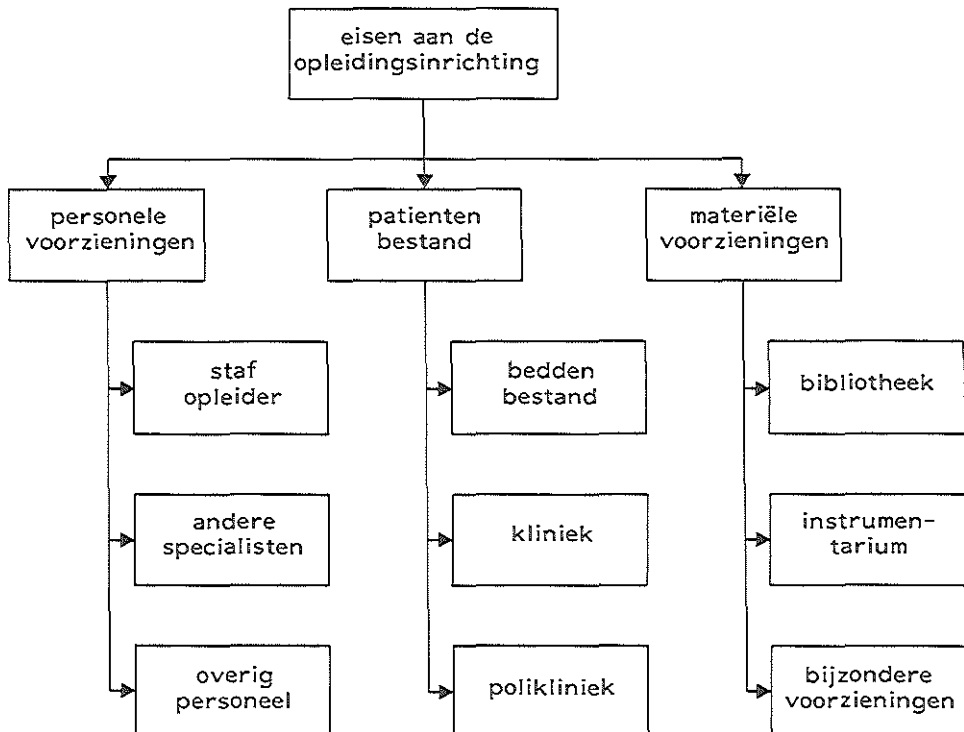 eisen aan de
opleidingsinrichting
personele
voorzieningen
patienten
bestand
materiële
voorzieningen
staf
opleider
bedden
bestand
bibliotheek
andere
specialisten
kliniek
instrumen-
tarium
overig
personeel
polikliniek
bijzondere
voorzieningen